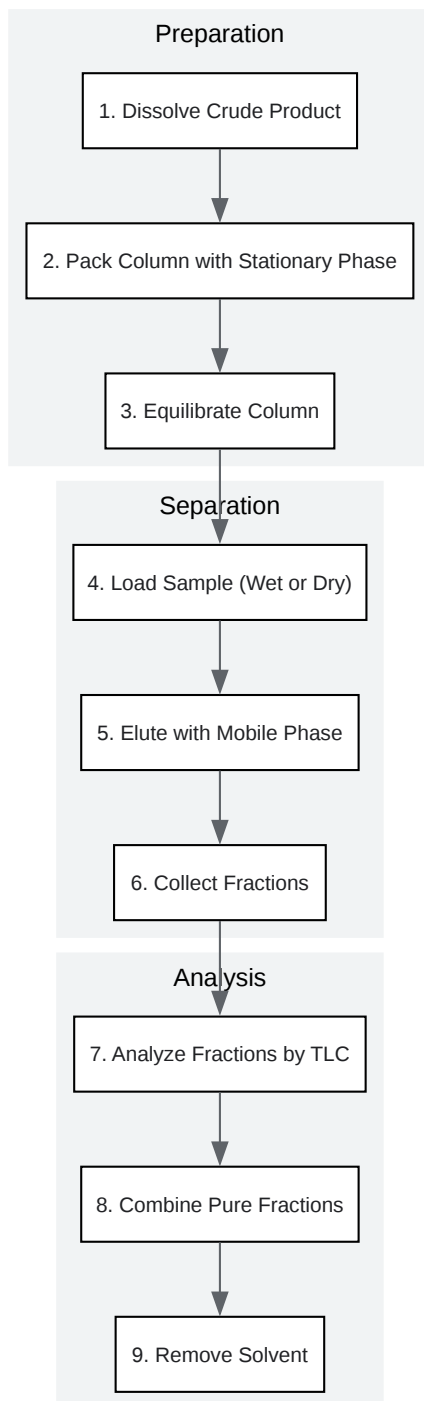 Preparation
1. Dissolve Crude Product
2. Pack Column with Stationary Phase
3. Equilibrate Column
Separation
4. Load Sample (Wet or Dry)
5. Elute with Mobile Phase
6. Collect Fractions
Analysis
7. Analyze Fractions by TLC
8. Combine Pure Fractions
9. Remove Solvent